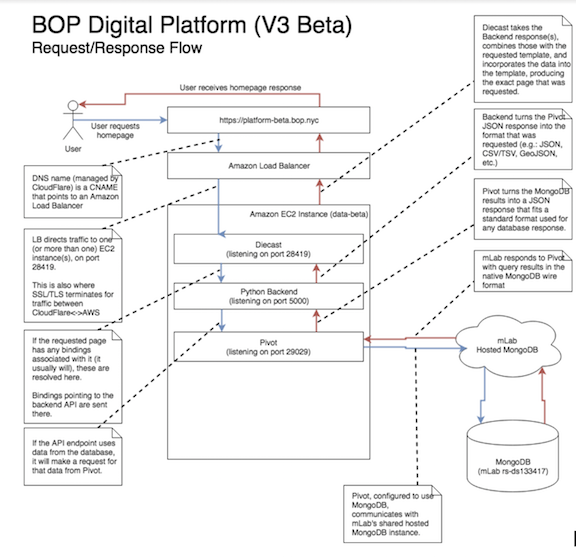 BOP Digital Platform (V3 Beta)
Request/Response Flow
User receives homepage response
User requests
homepage
User
https://platform-beta.bop.nyc
Amazon Load Balancer
Amazon EC2 Instance (data-beta)
Diecast
(listening on port 28419)
Python Backend
(listening on port 5000)
Pivot
(listening on port 29029)
mLab
Hosted MongoDB
MongoDB
(mLab rs-ds133417)
DNS name (managed by
CloudFlare) is a CNAME
that points to an Amazon
Load Balancer
LB directs traffic to one
(or more than one) EC2
instance(s), on port
28419.
This is also where
SSL/TLS terminates for
traffic between
CloudFlare<->AWS
If the requested page
has any bindings
associated with it (it
usually will), these are
resolved here.
Bindings pointing to the
backend API are sent
there.
If the API endpoint uses
data from the database,
it will make a request for
that data from Pivot.
Diecast takes the
Backend response(s),
combines those with the
requested template, and
incorporates the data into
the template, producing
the exact page that was
requested.
Backend turns the Pivot
JSON response into the
format that was
requested (e.g.: JSON,
CSV/TSV, GeoJSON,
etc.)
Pivot turns the MongoDB
results into a JSON
response that fits a
standard format used for
any database response.
mLab responds to Pivot
with query results in the
native MongoDB wire
format
Pivot, configured to use
MongoDB,
communicates with
mLab's shared hosted
MongoDB instance.